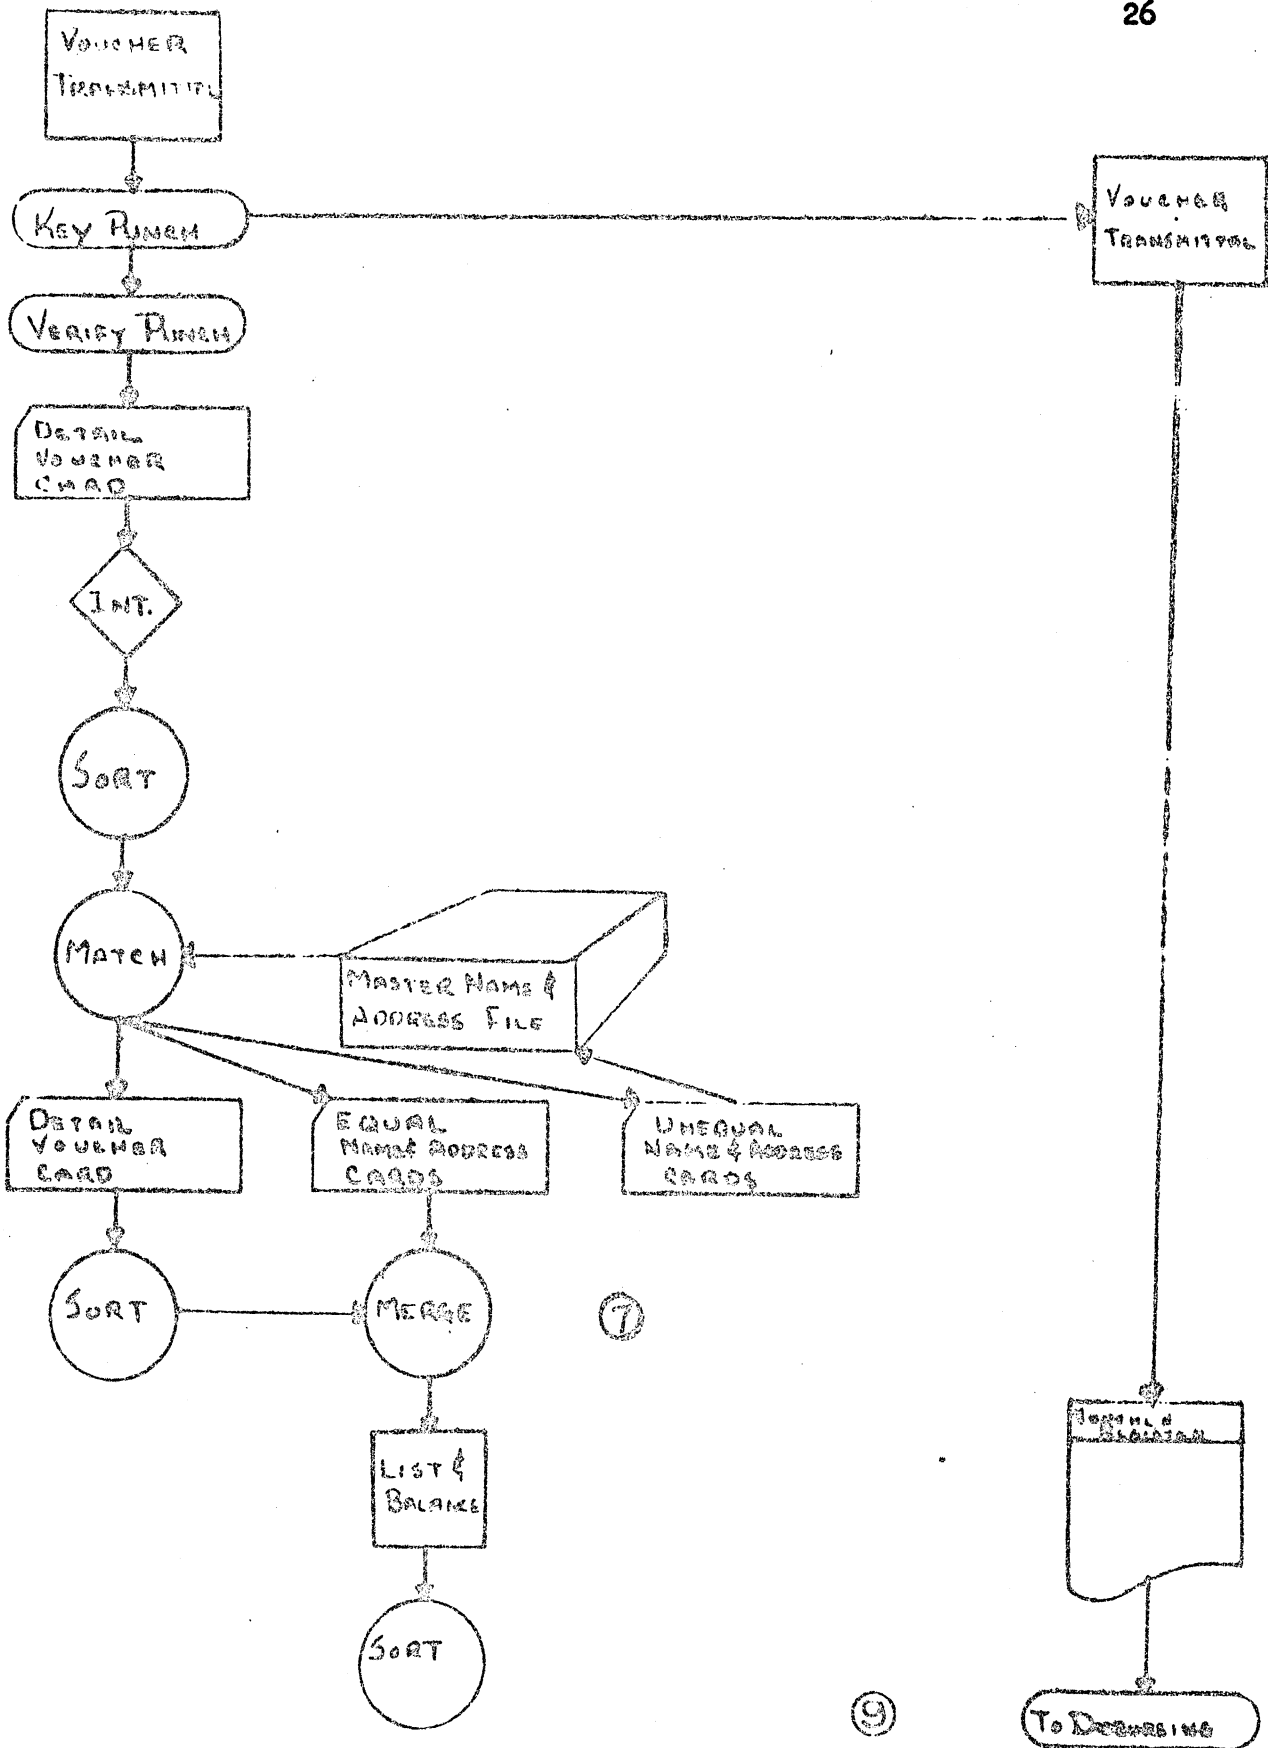 26
VOUCHER
TRANSMITTAL
KEY PUNCH
VOUCHER
TRANSMITTAL
VERIFY PUNCH
DETAIL
VOUCHER
CARD
INT.
SORT
MATCH
MASTER NAME &
ADDRESS FILE
DETAIL
VOUCHER
CARD
EQUAL
NAME & ADDRESS
CARDS
UNEQUAL
NAME & ADDRESS
CARDS
SORT
MERGE
7
REGISTER
LIST &
BALANCE
SORT
9
TO DISBURSING